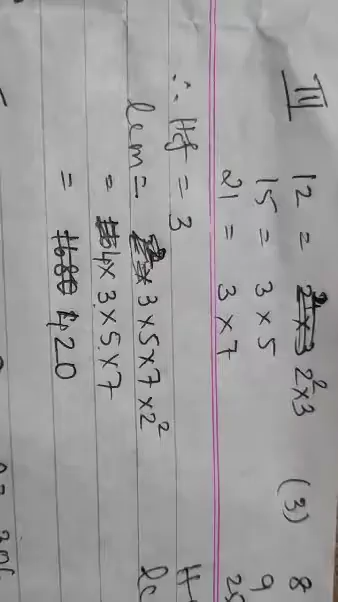 III 12 = 2² × 3 (3) 8
15 = 3 × 5 9
21 = 3 × 7
∴ Hcf = 3 H
lcm = 3 × 5 × 7 × 2² lc
= 4 × 3 × 5 × 7
= 420